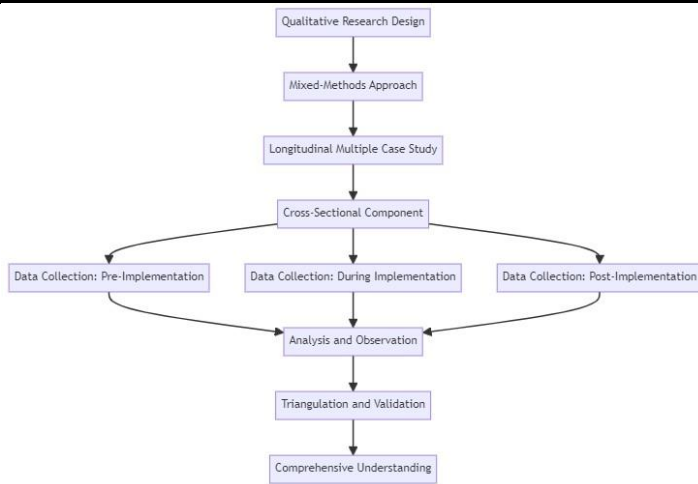 Qualitative Research Design
Mixed-Methods Approach
Longitudinal Multiple Case Study
Cross-Sectional Component
Data Collection: Pre-Implementation
Data Collection: During Implementation
Data Collection: Post-Implementation
Analysis and Observation
Triangulation and Validation
Comprehensive Understanding